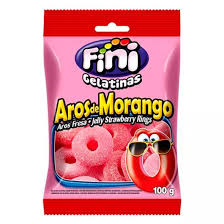 Fini
Gelatinas
Aros de Morango
Aros Fresa • Jelly Strawberry Rings
100 g